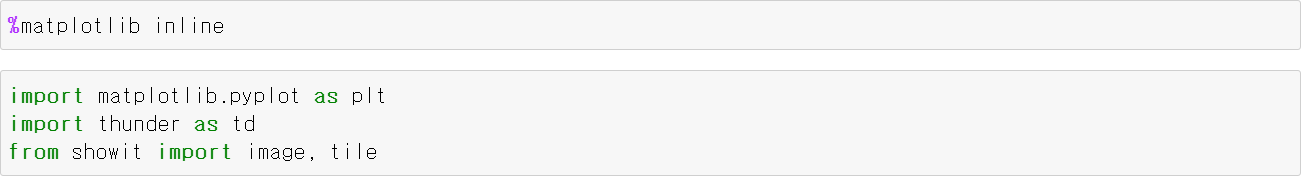 %matplotlib inline
import matplotlib.pyplot as plt
import thunder as td
from showit import image, tile